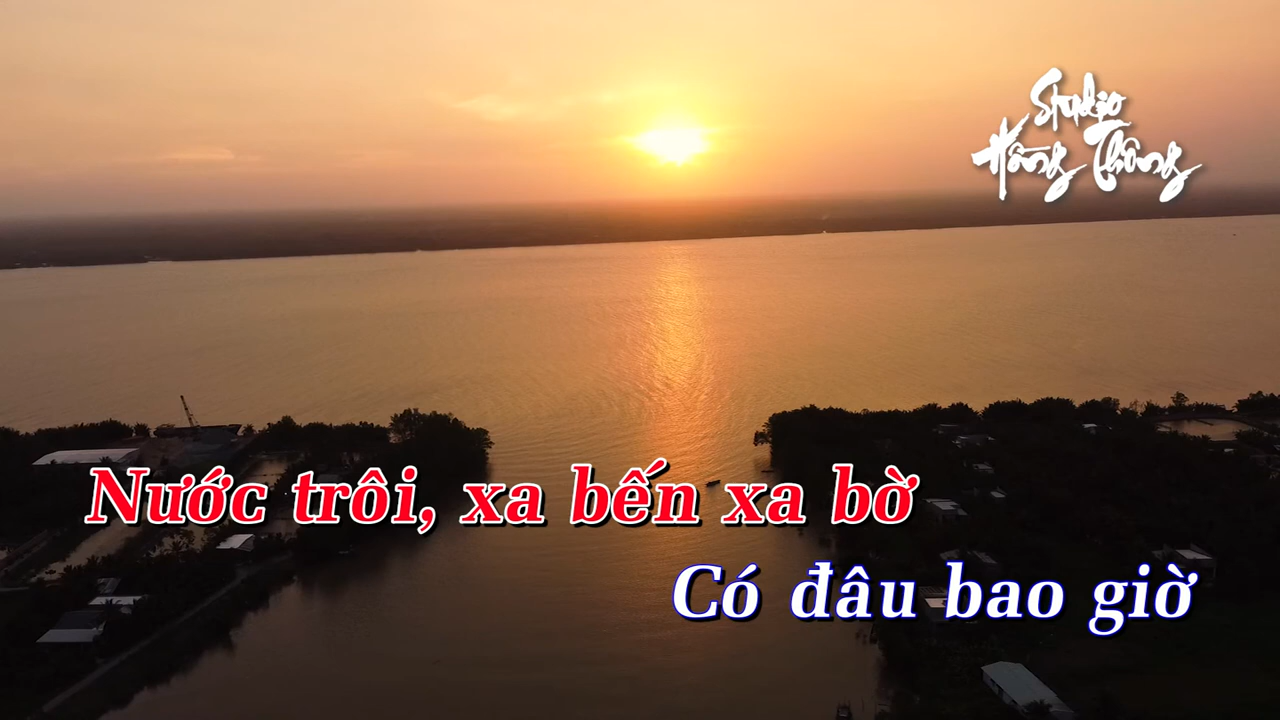 Studio
Hồng Thông
Nước trôi, xa bến xa bờ
Có đâu bao giờ